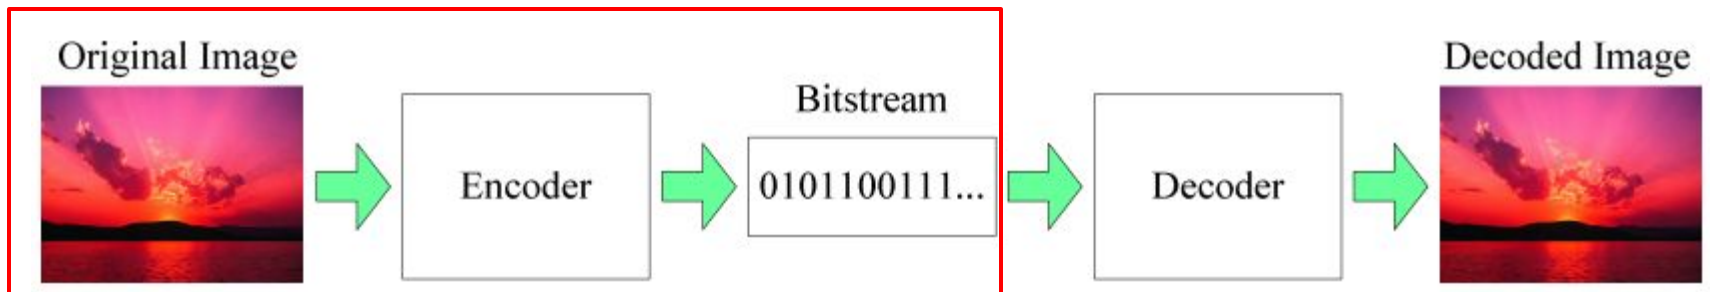 Original Image
Encoder
Bitstream
0101100111...
Decoder
Decoded Image